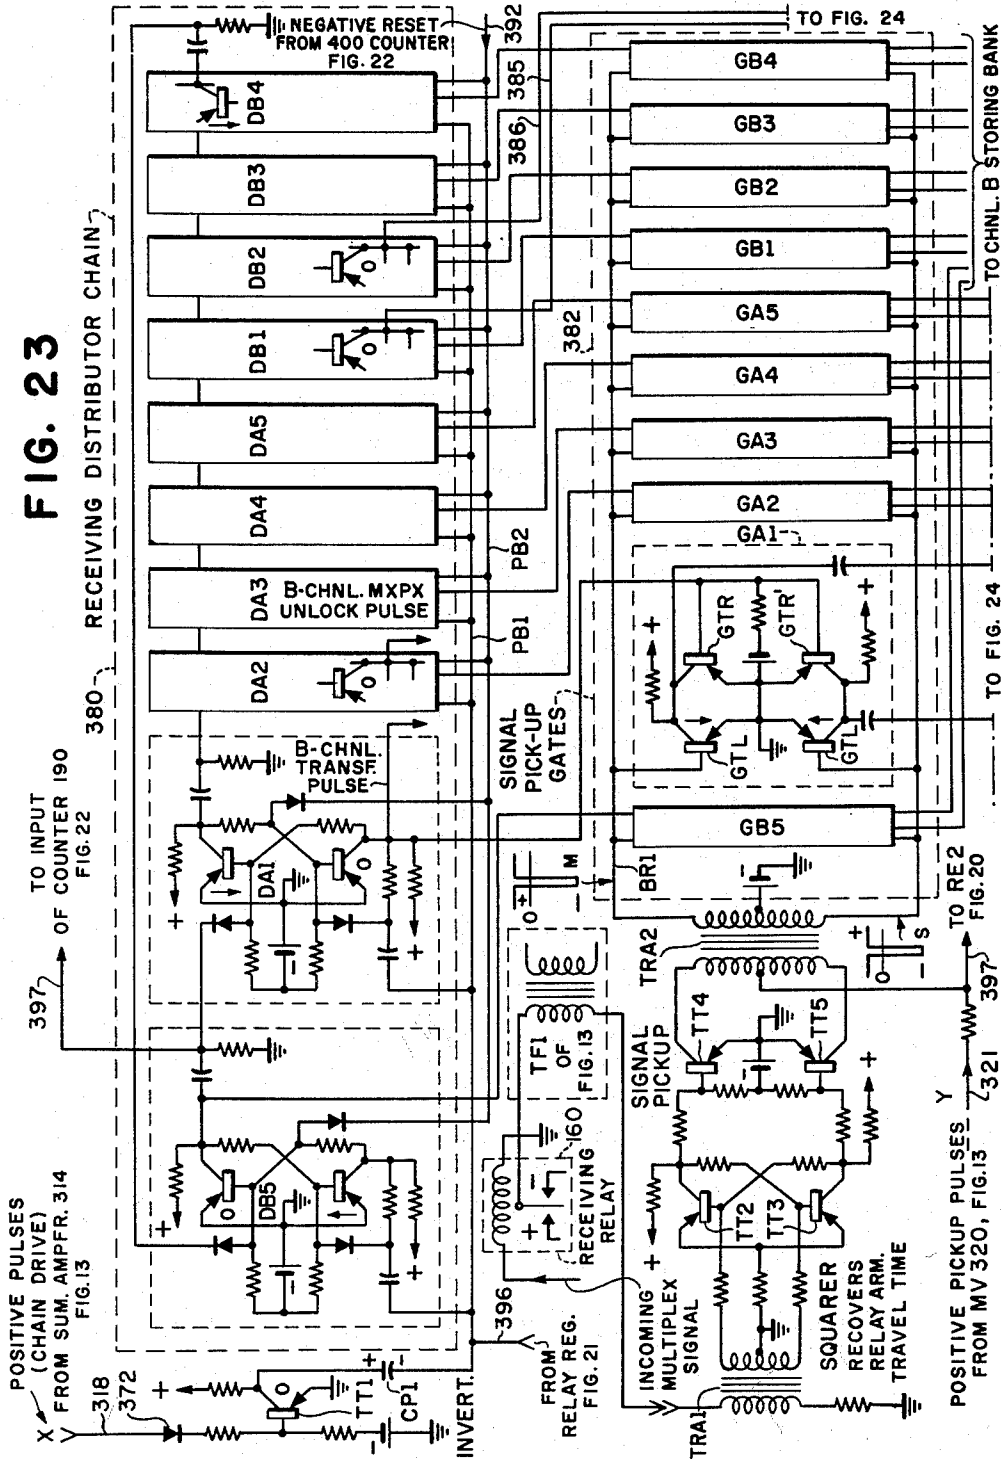 FIG. 23
RECEIVING DISTRIBUTOR CHAIN
380
POSITIVE PULSES
(CHAIN DRIVE)
FROM SUM. AMPFR. 314
FIG.13
X
318
372
+
O
TT1
+
CP1
−
−
INVERT.
TO INPUT
OF COUNTER 190
FIG.22
397
+
O
DB5
−
+
+
DA1
−
O
+
B-CHNL.
TRANSF.
PULSE
DA2
O
DA3
B-CHNL. MXPX
UNLOCK PULSE
DA4
DA5
DB1
O
DB2
O
DB3
DB4
NEGATIVE RESET
FROM 400 COUNTER
FIG. 22
392
PB1
PB2
385
386
TO FIG. 24
396
FROM
RELAY REG.
FIG. 21
160
+
−
RECEIVING
RELAY
INCOMING
MULTIPLEX
SIGNAL
TF1
OF
FIG. 13
O
+
−
M
SIGNAL
PICK-UP
GATES
382
BR1
GB5
GA1
+
GTL
GTR
GTL'
GTR'
+
GA2
GA3
GA4
GA5
GB1
GB2
GB3
GB4
TO FIG. 24
TO CHNL. B STORING BANK
TRA1
SQUARER
RECOVERS
RELAY ARM.
TRAVEL TIME
+
TT2
TT3
+
SIGNAL
PICKUP
TT4
−
TT5
TRA2
−
+
O
−
S
TO RE2
FIG.20
397
321
Y
POSITIVE PICKUP PULSES
FROM MV 320, FIG.13